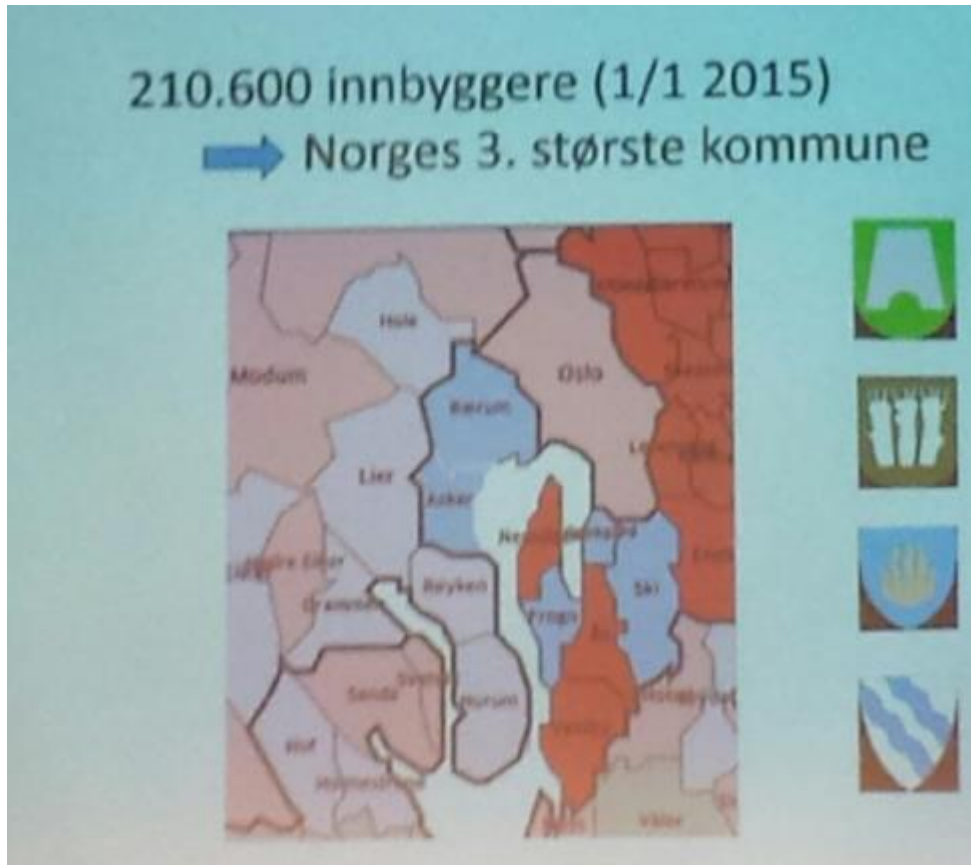 210.600 innbyggere (1/1 2015)
Norges 3. største kommune
Hole
Modum
Oslo
Bærum
Lier
Asker
Røyken
Ski
Frogn
Drammen
Sande
Hurum
Hof
Vestby
Våler